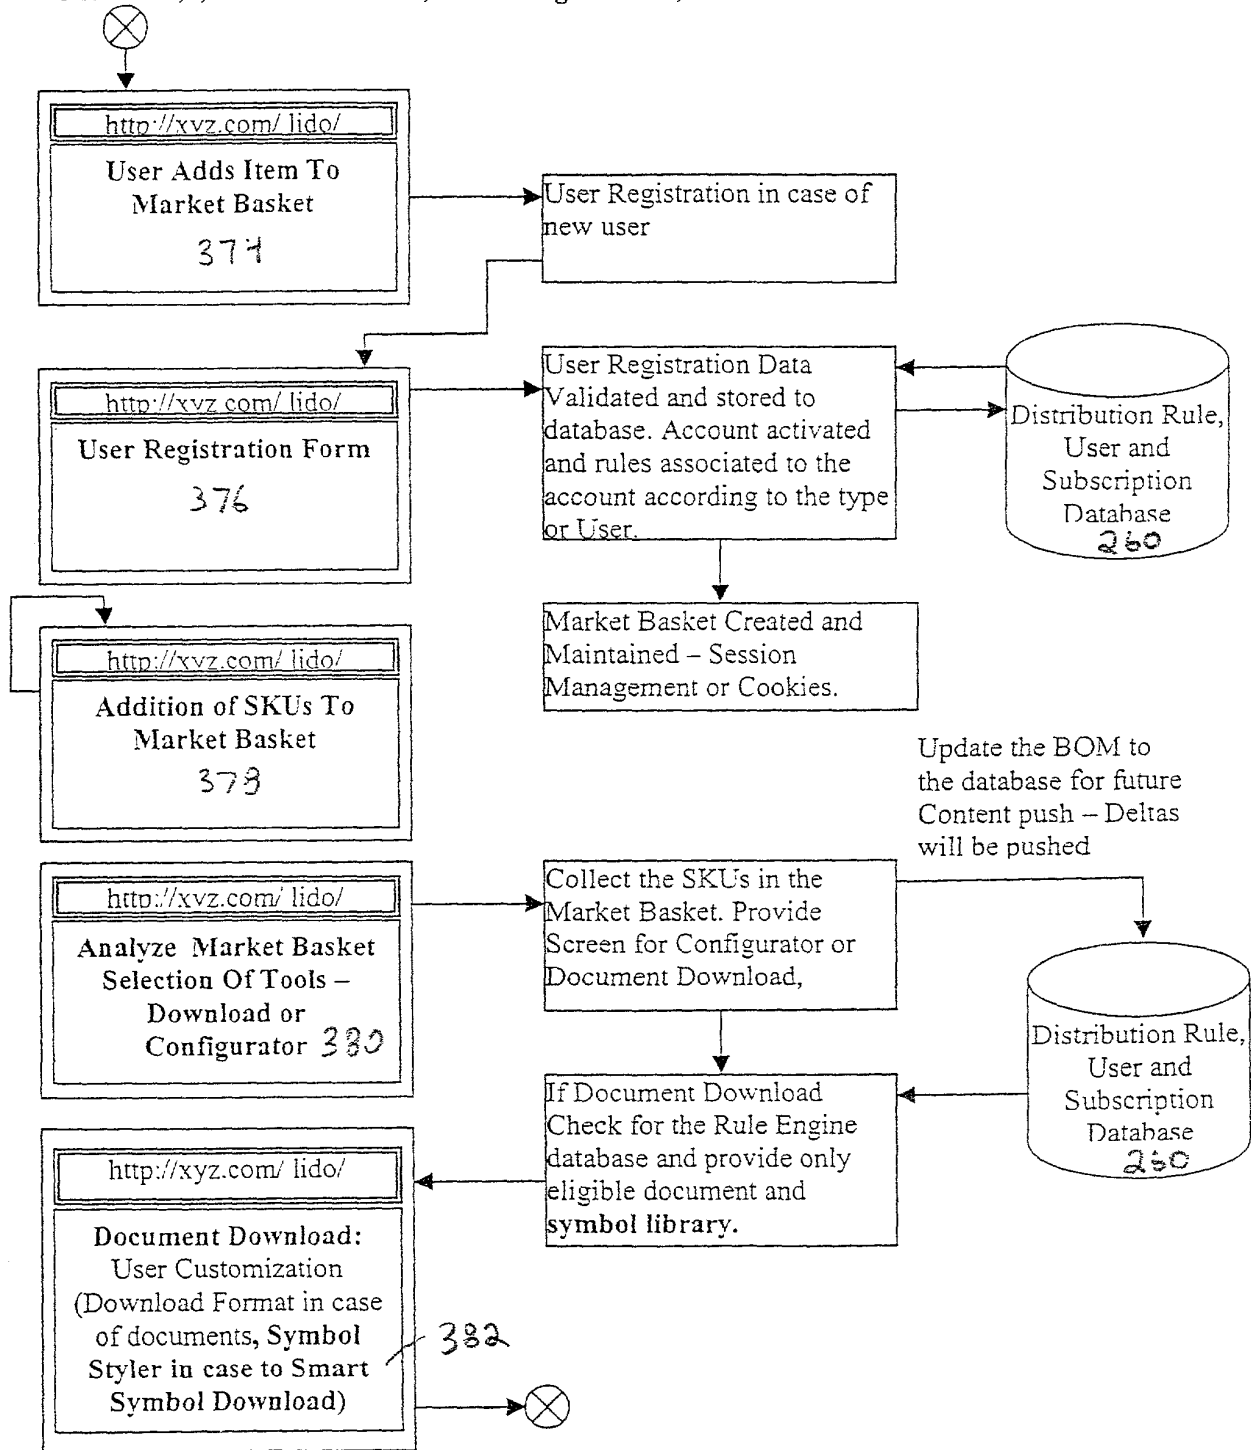 http://xyz.com/ lido/
User Adds Item To
Market Basket
374
User Registration in case of
new user
http://xyz.com/ lido/
User Registration Form
376
User Registration Data
Validated and stored to
database. Account activated
and rules associated to the
account according to the type
or User.
Distribution Rule,
User and
Subscription
Database
260
Market Basket Created and
Maintained – Session
Management or Cookies.
http://xyz.com/ lido/
Addition of SKUs To
Market Basket
378
Update the BOM to
the database for future
Content push – Deltas
will be pushed
http://xyz.com/ lido/
Analyze Market Basket
Selection Of Tools –
Download or
Configurator 380
Collect the SKUs in the
Market Basket. Provide
Screen for Configurator or
Document Download,
Distribution Rule,
User and
Subscription
Database
260
If Document Download
Check for the Rule Engine
database and provide only
eligible document and
symbol library.
http://xyz.com/ lido/
Document Download:
User Customization
(Download Format in case
of documents, Symbol
Styler in case to Smart
Symbol Download)
382